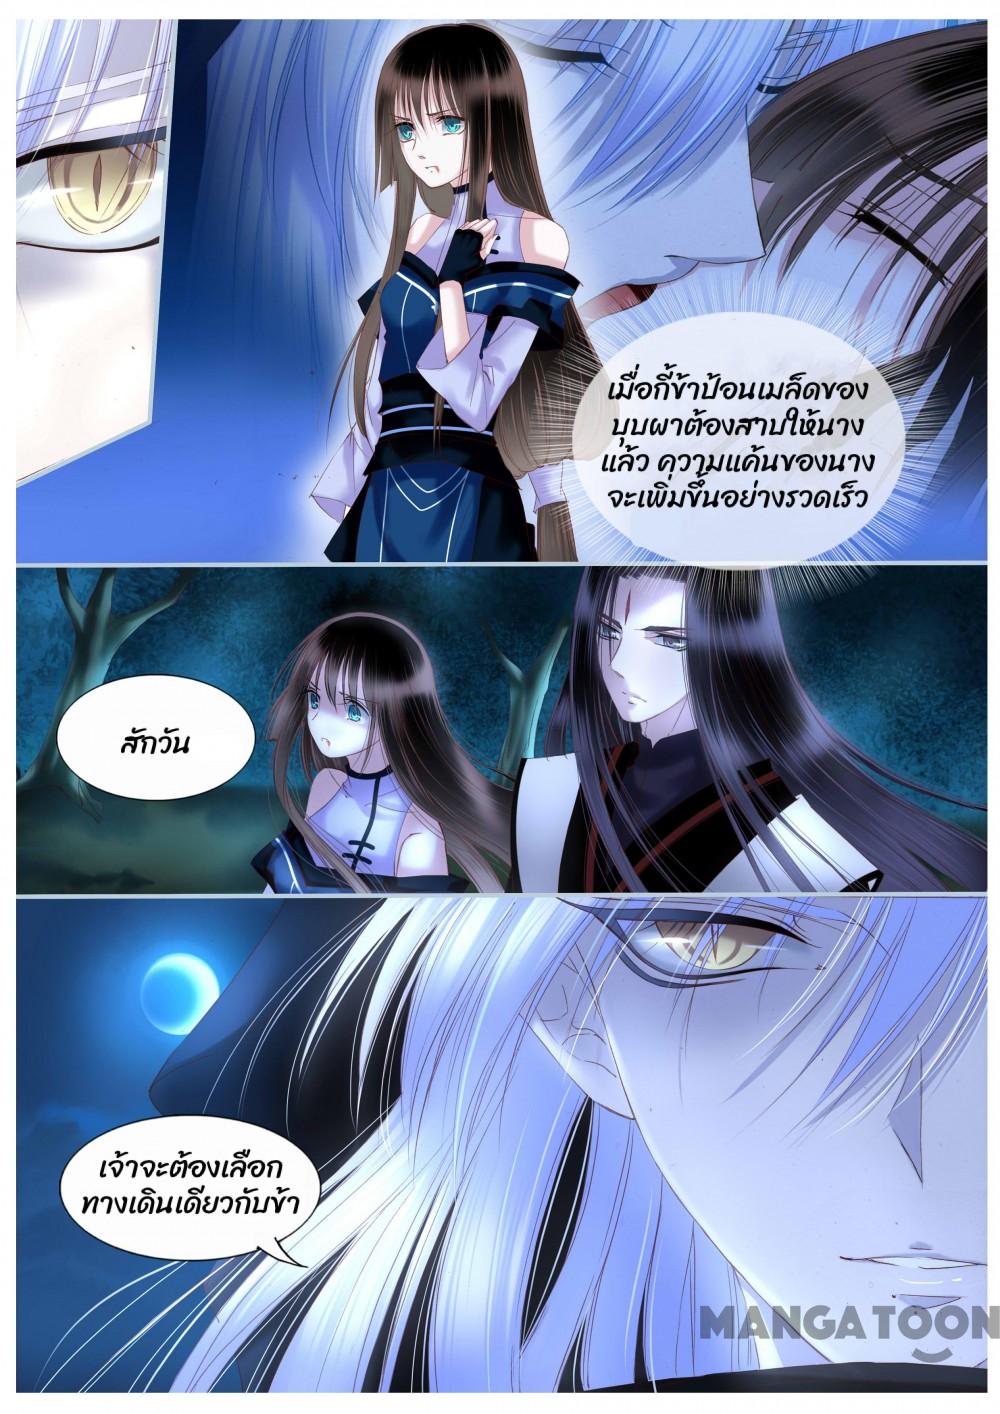 เมื่อกี้ข้าป้อนเมล็ดของ
บุบผาต้องสาบให้นาง
แล้ว ความแค้นของนาง
จะเพิ่มขึ้นอย่างรวดเร็ว
สักวัน
เจ้าจะต้องเลือก
ทางเดินเดียวกับข้า
MANGATOON